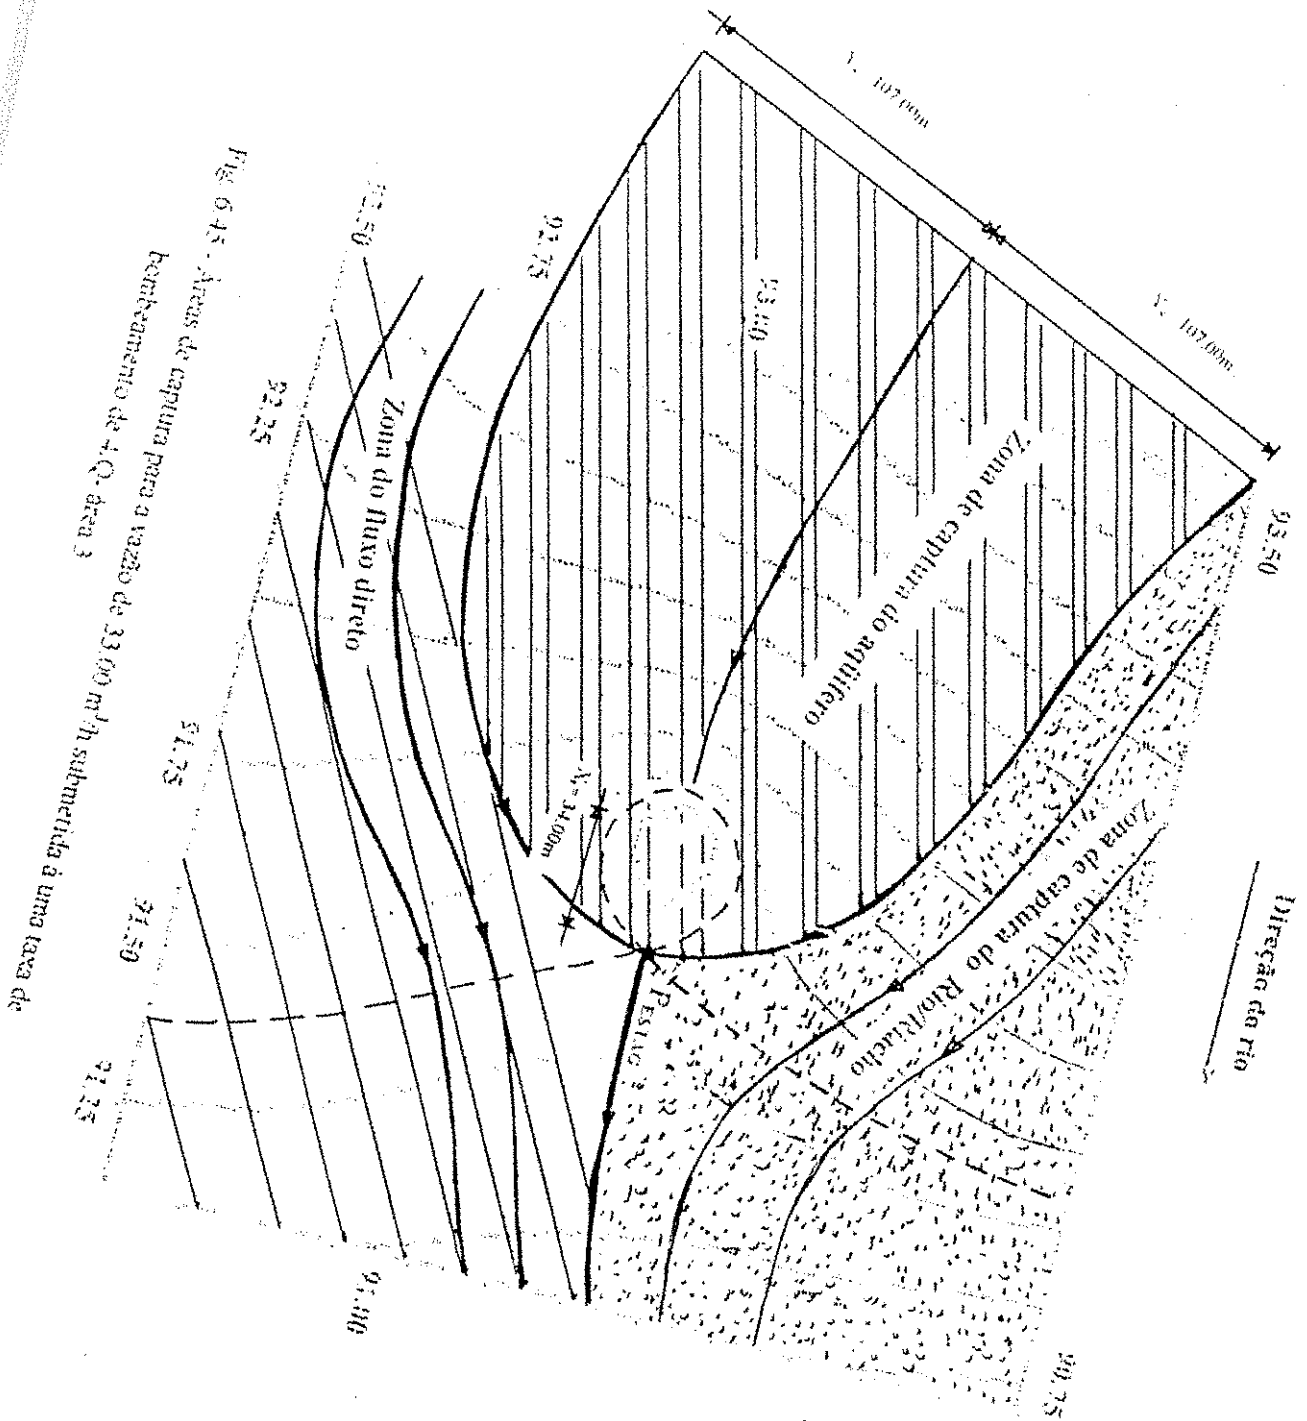 107.00m
107.00m
93.50
93.00
92.75
92.50
92.25
91.75
91.50
91.25
91.00
90.75
Zona de captura do aqüífero
Zona do fluxo direto
Zona de captura do Rio/Riacho
Direção do rio
34.00m
Fig. 6.45 - Áreas de captura para a vazão de 33.00 m³/h submetida à uma taxa de
bombeamento de 4.Q- área 3